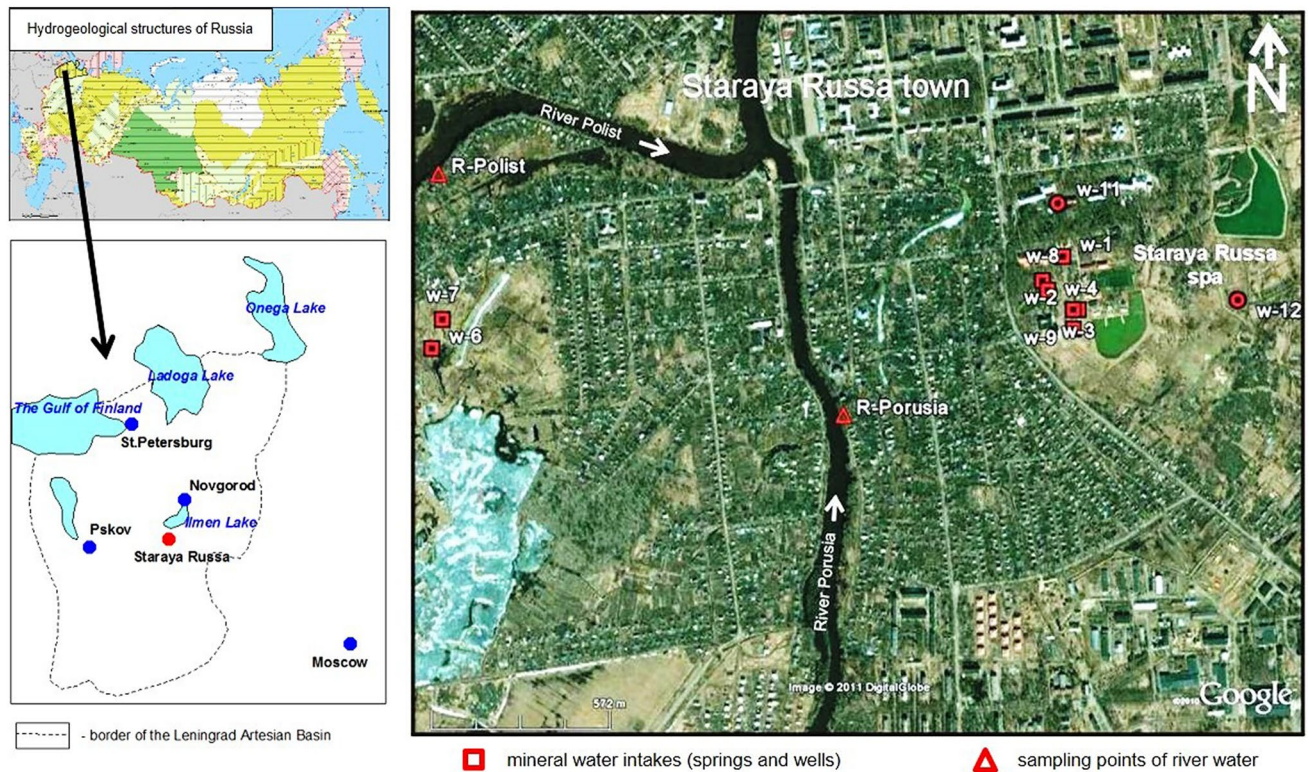 Hydrogeological structures of Russia
Onega Lake
Ladoga Lake
The Gulf of Finland
St.Petersburg
Novgorod
Ilmen Lake
Pskov
Staraya Russa
Moscow
- border of the Leningrad Artesian Basin
N
Staraya Russa town
River Polist
R-Polist
w-11
w-1
w-8
Staraya Russa
spa
w-4
w-2
w-12
w-7
w-6
w-9
w-3
R-Porusia
River Porusia
Image © 2011 DigitalGlobe
©2010 Google
572 m
mineral water intakes (springs and wells)
sampling points of river water